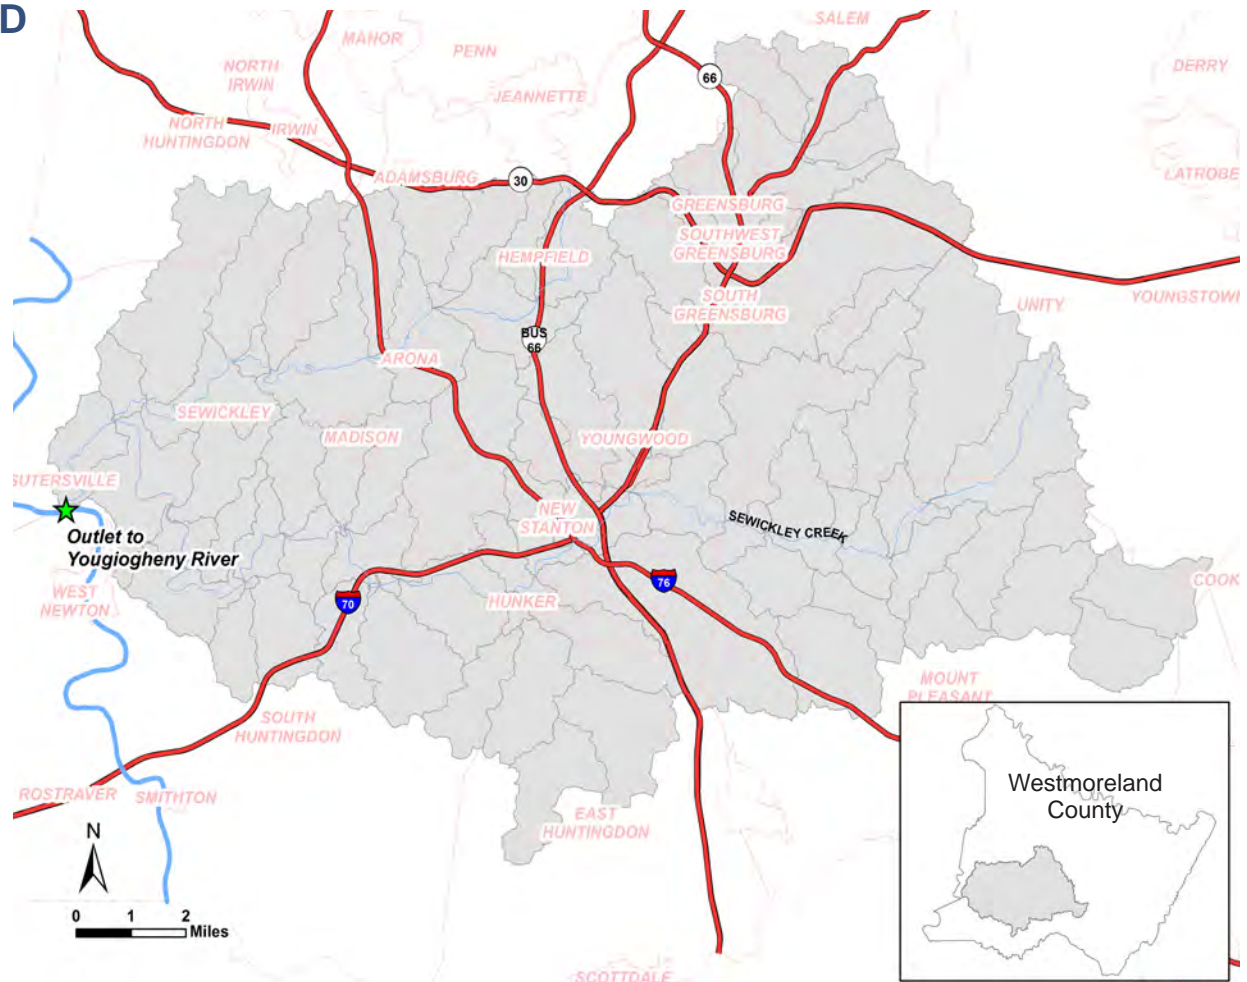 D
SALEM
MANOR
PENN
66
DERRY
NORTH
IRWIN
JEANNETTE
NORTH
HUNTINGDON
IRWIN
LATROBE
ADAMSBURG
30
GREENSBURG
SOUTHWEST
GREENSBURG
HEMPFIELD
SOUTH
GREENSBURG
UNITY
YOUNGSTOW
BUS
66
ARONA
SEWICKLEY
MADISON
YOUNGWOOD
SUTERSVILLE
NEW
STANTON
SEWICKLEY CREEK
Outlet to
Yougiogheny River
WEST
NEWTON
70
HUNKER
76
COOK
MOUNT
PLEASANT
SOUTH
HUNTINGDON
ROSTRAVER
SMITHTON
EAST
HUNTINGDON
Westmoreland
County
N
0 1 2
Miles
SCOTTDALE